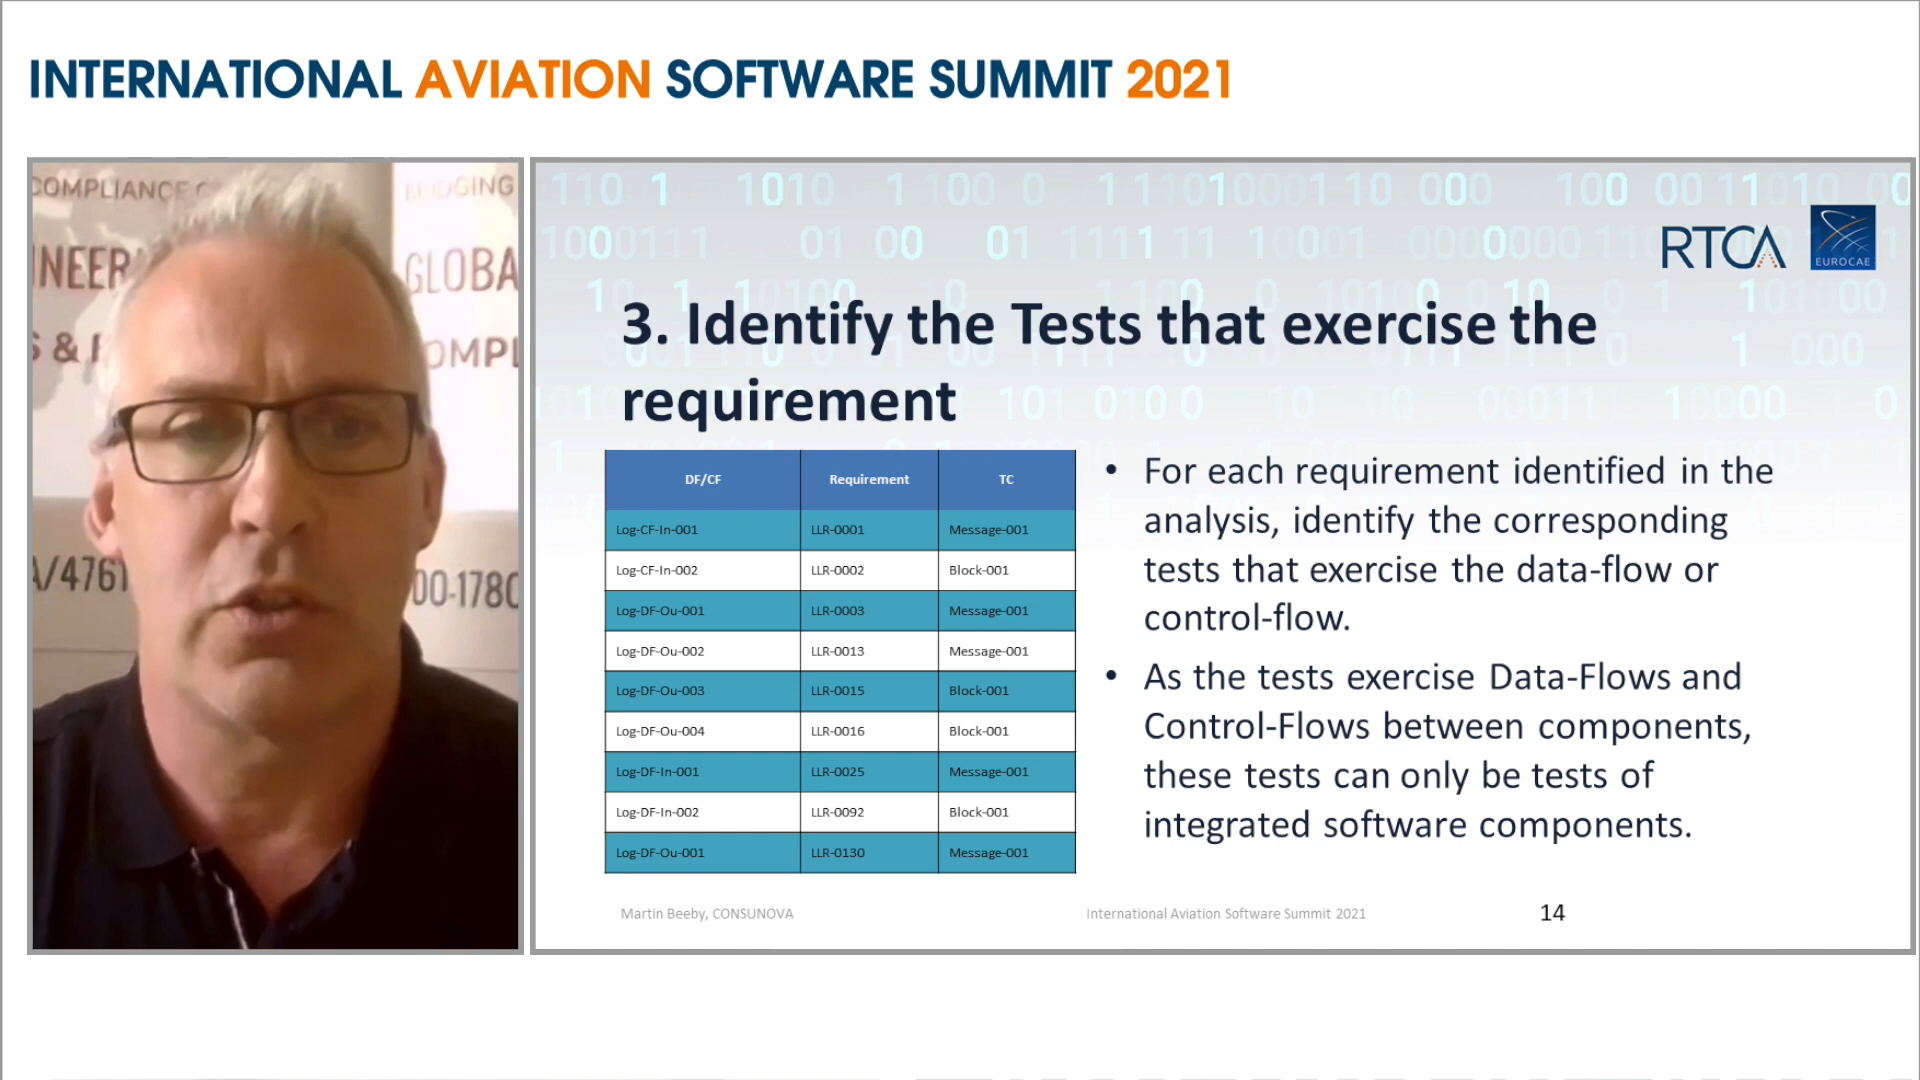 INTERNATIONAL AVIATION SOFTWARE SUMMIT 2021
COMPLIANCE
BRIDGING
GLOBA
S &
OMPL
A/4761
DO-178C
RTCA
EUROCAE
3. Identify the Tests that exercise the
requirement
DF/CF Requirement TC
Log-CF-In-001 LLR-0001 Message-001
Log-CF-In-002 LLR-0002 Block-001
Log-DF-Ou-001 LLR-0003 Message-001
Log-DF-Ou-002 LLR-0013 Message-001
Log-DF-Ou-003 LLR-0015 Block-001
Log-DF-Ou-004 LLR-0016 Block-001
Log-DF-In-001 LLR-0025 Message-001
Log-DF-In-002 LLR-0092 Block-001
Log-DF-Ou-001 LLR-0130 Message-001
• For each requirement identified in the
analysis, identify the corresponding
tests that exercise the data-flow or
control-flow.
• As the tests exercise Data-Flows and
Control-Flows between components,
these tests can only be tests of
integrated software components.
Martin Beeby, CONSUNOVA
International Aviation Software Summit 2021
14